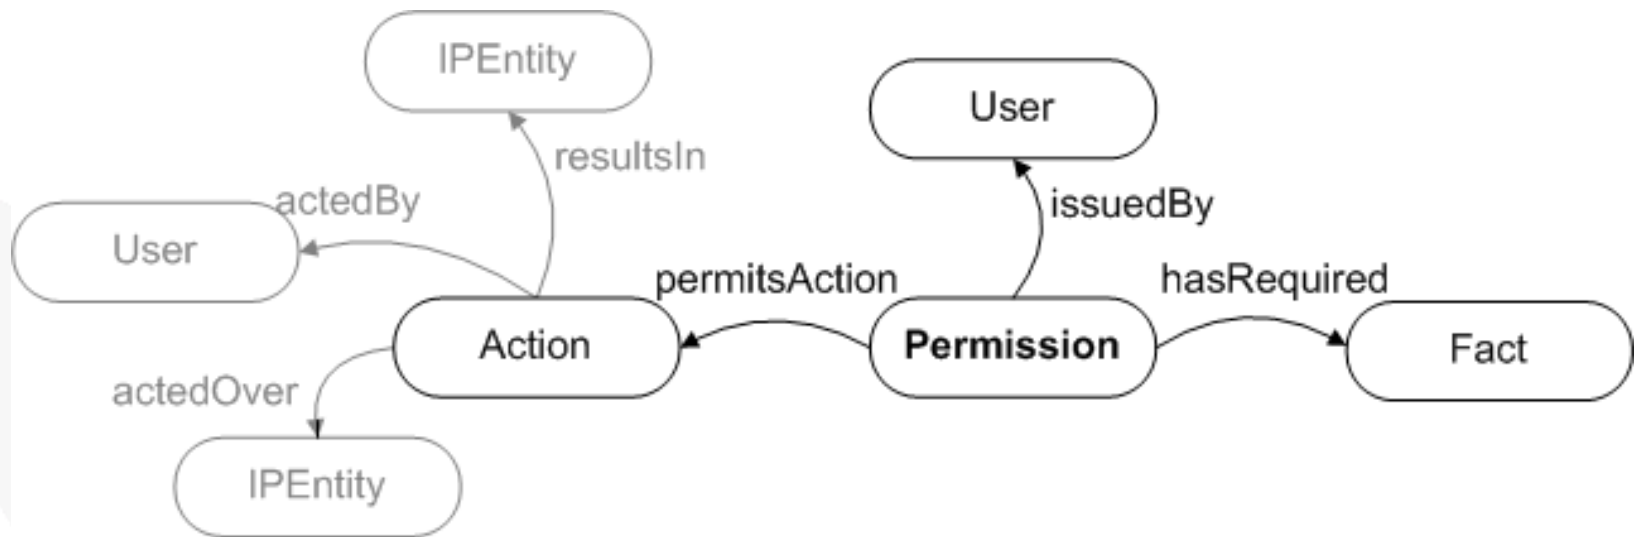 IPEntity
User
resultsIn
actedBy
issuedBy
User
permitsAction
hasRequired
Action
Permission
Fact
actedOver
IPEntity